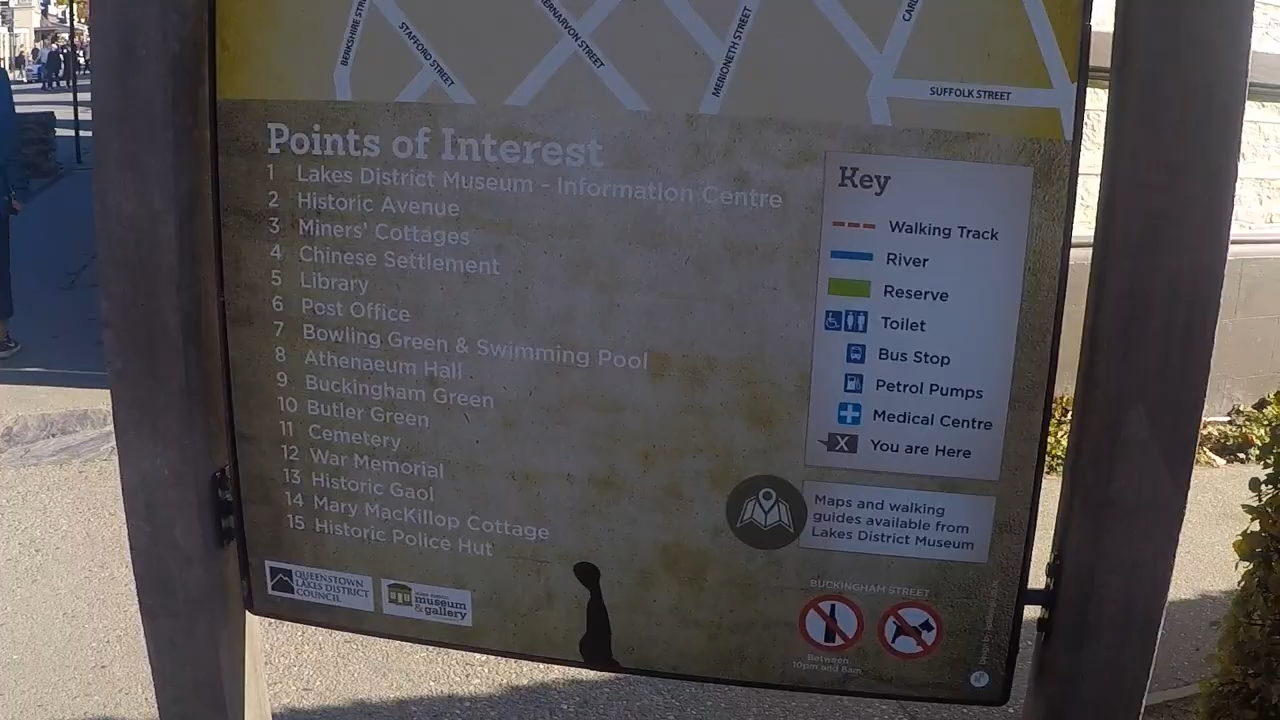 BERKSHIRE STR
STAFFORD STREET
ERNARVON STREET
MERIONETH STREET
CARD
SUFFOLK STREET
Points of Interest
1 Lakes District Museum - Information Centre
2 Historic Avenue
3 Miners' Cottages
4 Chinese Settlement
5 Library
6 Post Office
7 Bowling Green & Swimming Pool
8 Athenaeum Hall
9 Buckingham Green
10 Butler Green
11 Cemetery
12 War Memorial
13 Historic Gaol
14 Mary MacKillop Cottage
15 Historic Police Hut
Key
Walking Track
River
Reserve
Toilet
Bus Stop
Petrol Pumps
Medical Centre
X You are Here
Maps and walking
guides available from
Lakes District Museum
QUEENSTOWN
LAKES DISTRICT
COUNCIL
museum
& gallery
BUCKINGHAM STREET
Between
10pm and 8am